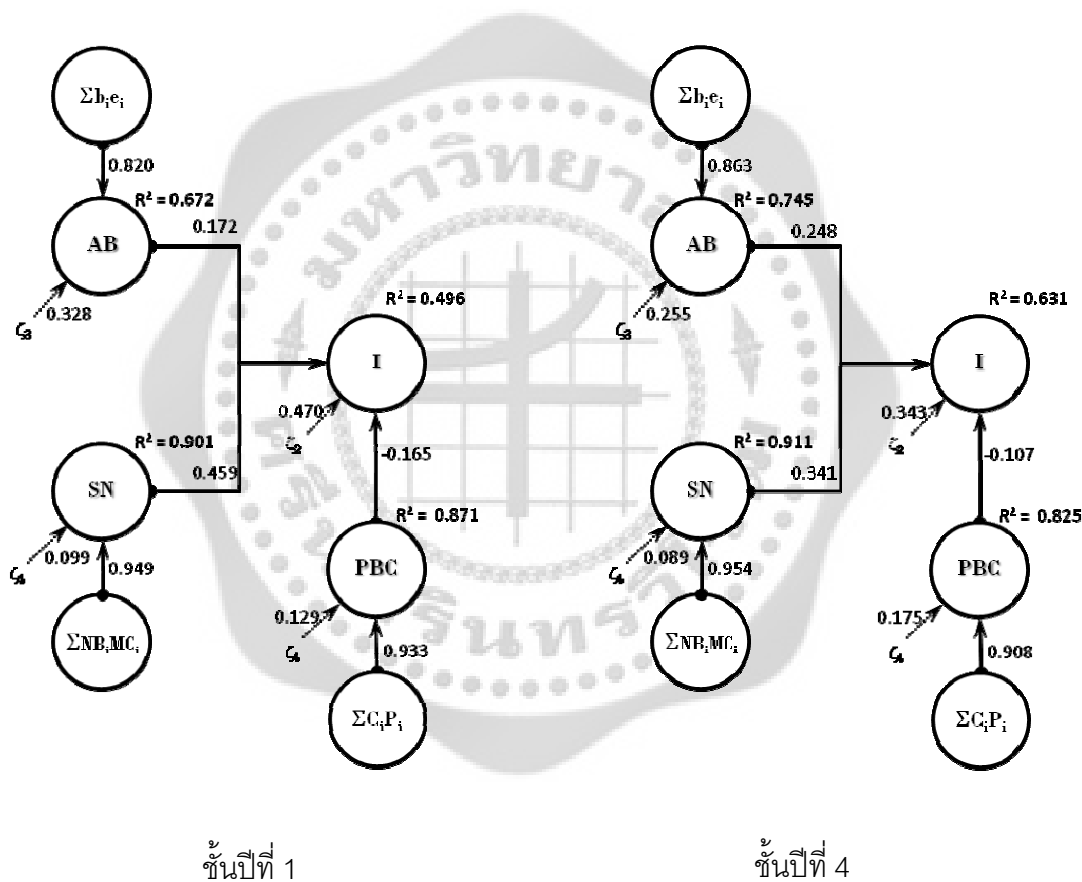 Σbᵢeᵢ
0.820
R² = 0.672
AB
0.172
0.328
ζ₃
R² = 0.496
I
0.470
ζ₂
R² = 0.901
0.459
SN
-0.165
0.099
0.949
R² = 0.871
PBC
0.129
ΣNBᵢMCᵢ
0.933
ΣCᵢPᵢ
ชั้นปีที่ 1
Σbᵢeᵢ
0.863
R² = 0.745
AB
0.248
0.255
ζ₃
R² = 0.631
I
0.343
ζ₂
R² = 0.911
0.341
SN
-0.107
0.089
0.954
R² = 0.825
PBC
0.175
ΣNBᵢMCᵢ
0.908
ΣCᵢPᵢ
ชั้นปีที่ 4